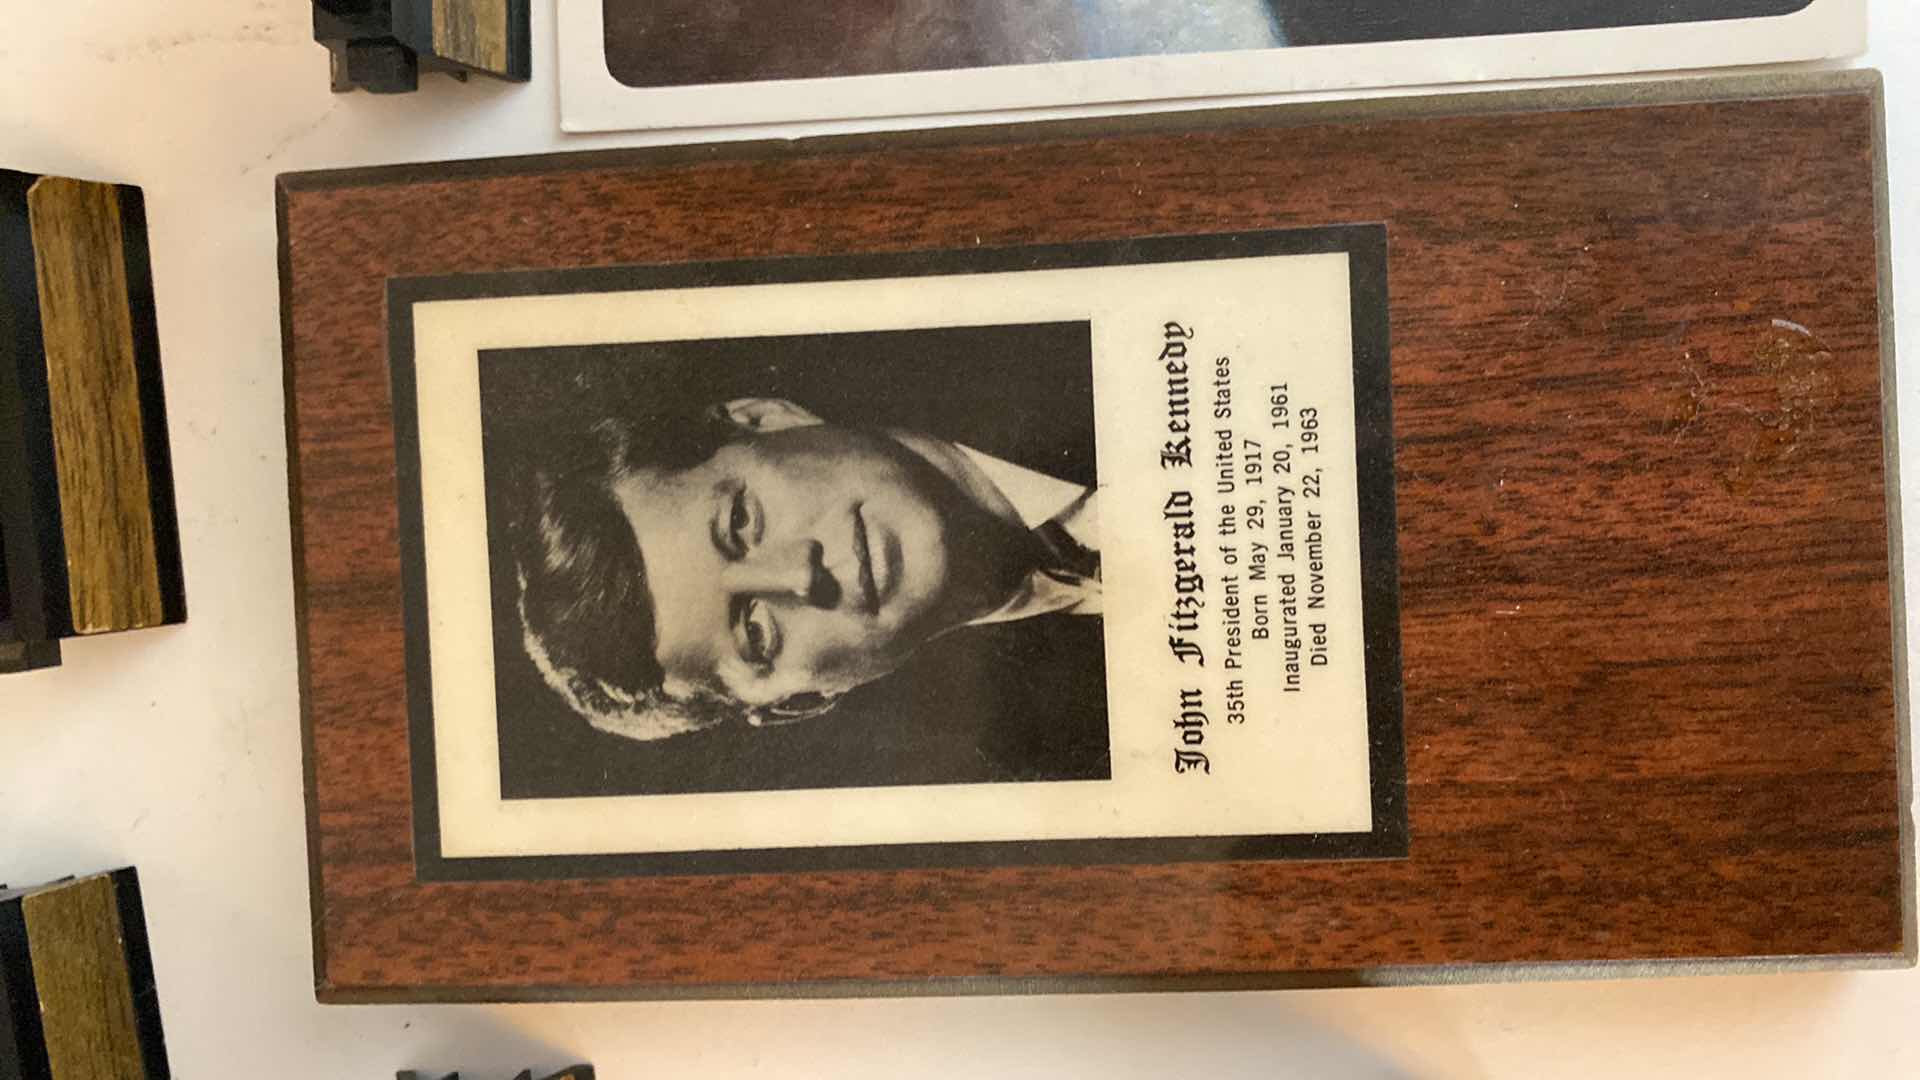 John Fitzgerald Kennedy
35th President of the United States
Born May 29, 1917
Inaugurated January 20, 1961
Died November 22, 1963